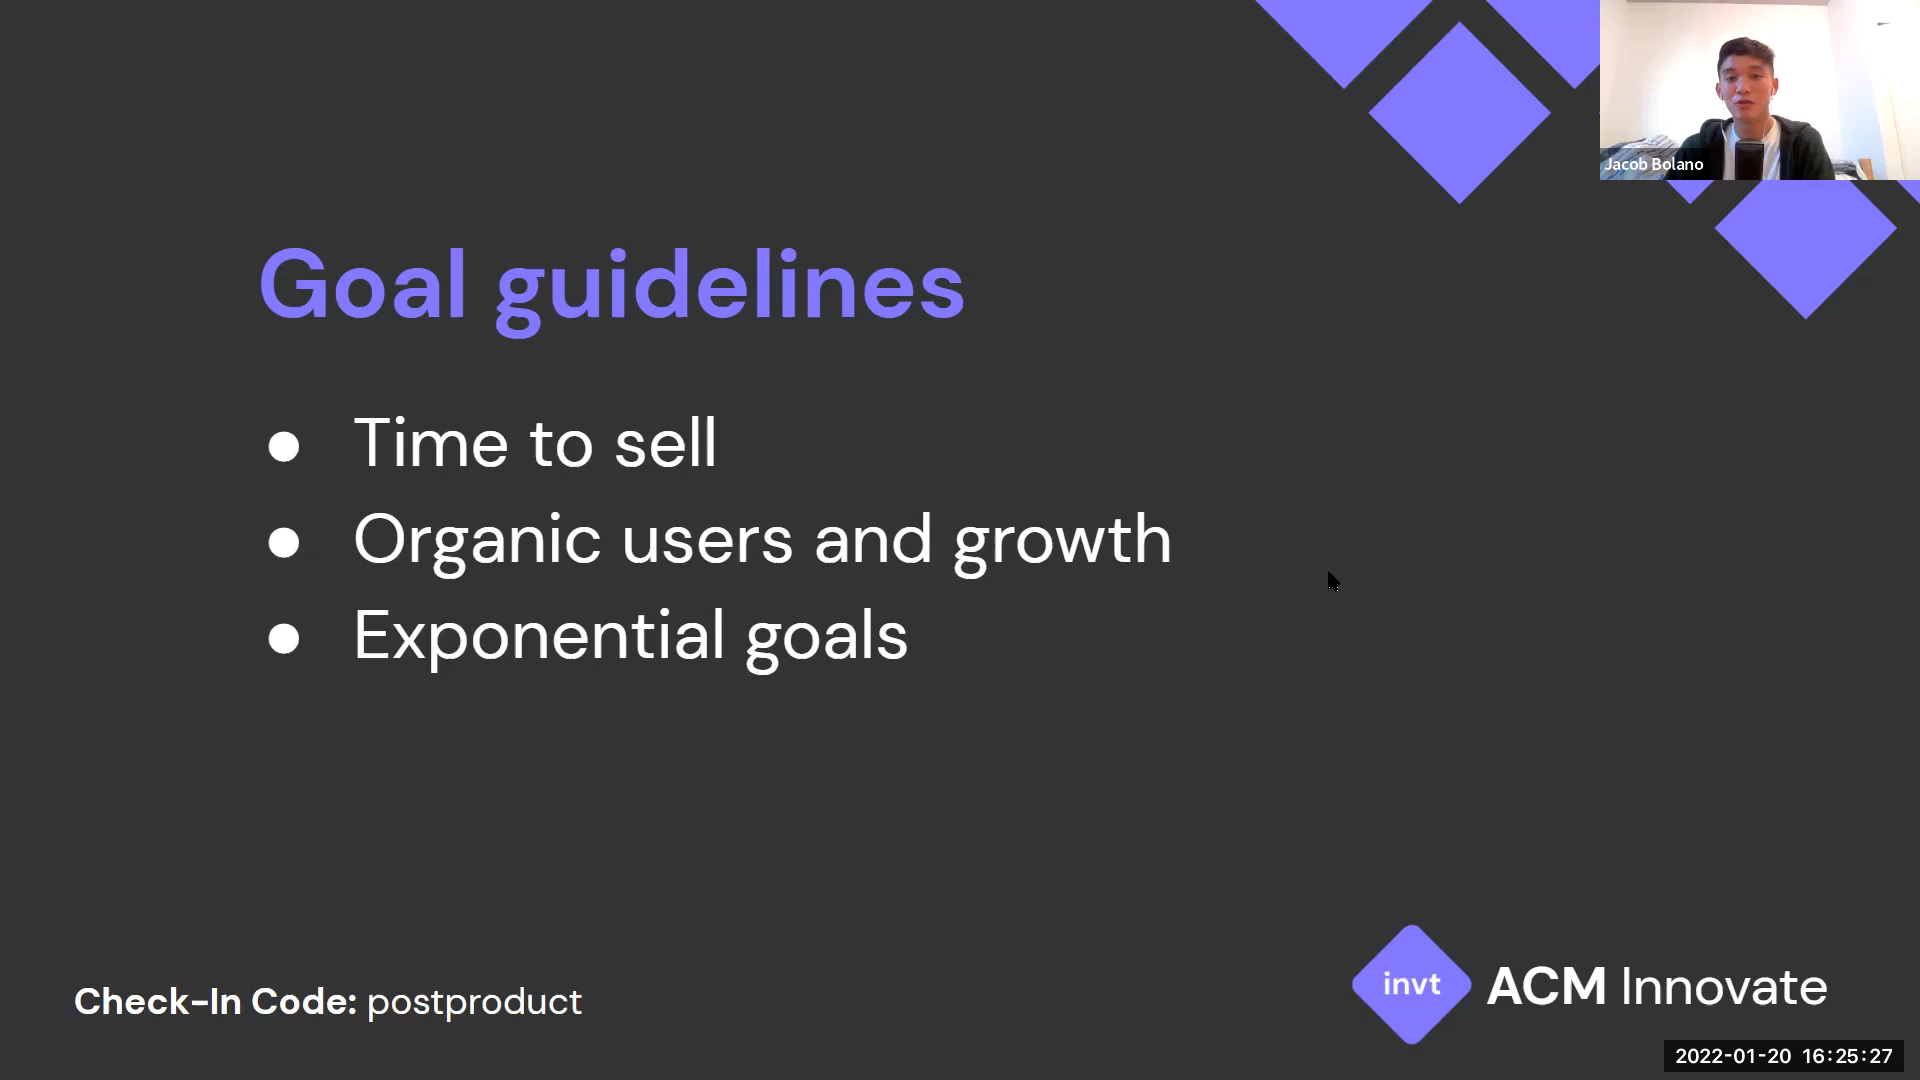 Jacob Bolano
Goal guidelines
● Time to sell
● Organic users and growth
● Exponential goals
Check-In Code: postproduct
invt ACM Innovate
2022-01-20 16:25:27